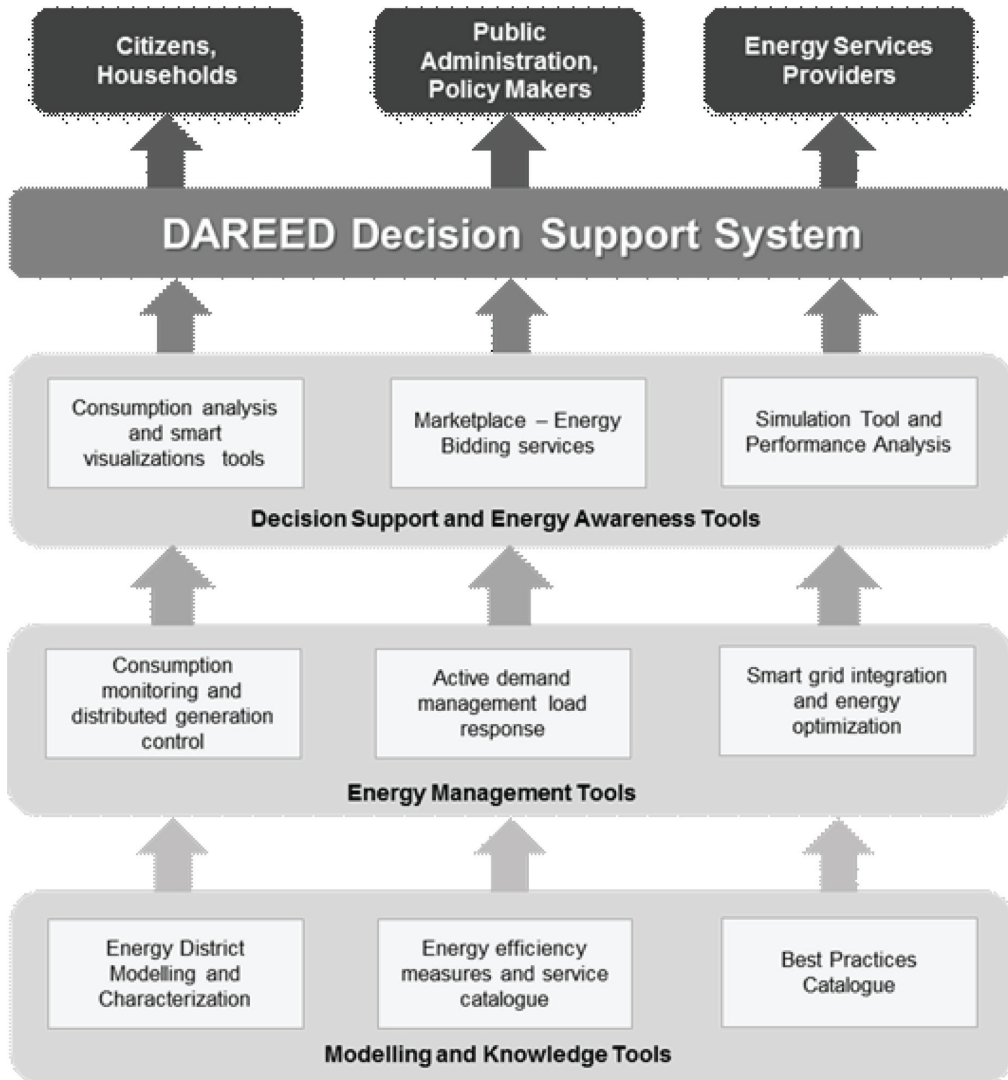 Citizens,
Households
Public
Administration,
Policy Makers
Energy Services
Providers
DAREED Decision Support System
Consumption analysis
and smart
visualizations tools
Marketplace – Energy
Bidding services
Simulation Tool and
Performance Analysis
Decision Support and Energy Awareness Tools
Consumption
monitoring and
distributed generation
control
Active demand
management load
response
Smart grid integration
and energy
optimization
Energy Management Tools
Energy District
Modelling and
Characterization
Energy efficiency
measures and service
catalogue
Best Practices
Catalogue
Modelling and Knowledge Tools